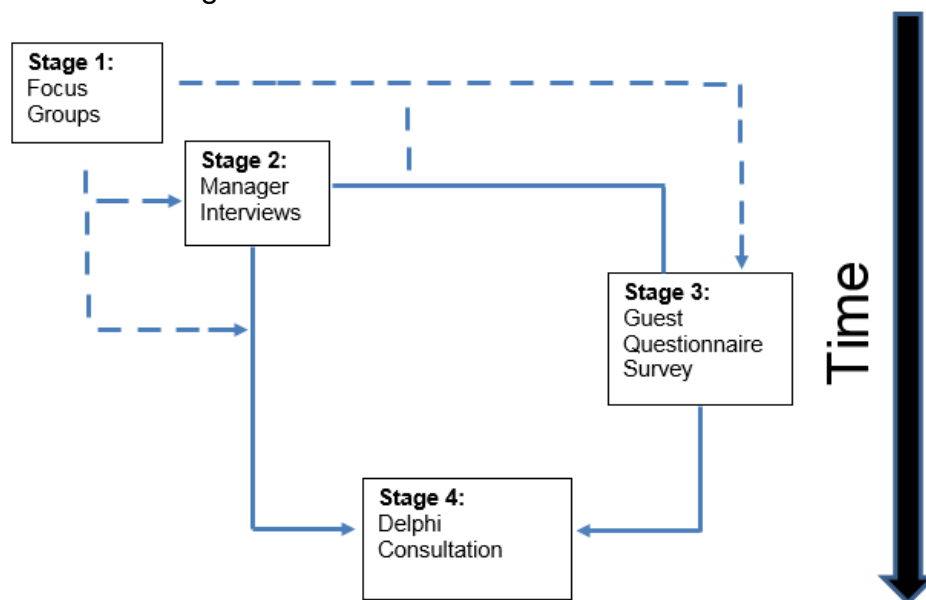 Stage 1:
Focus
Groups
Stage 2:
Manager
Interviews
Stage 3:
Guest
Questionnaire
Survey
Stage 4:
Delphi
Consultation
Time